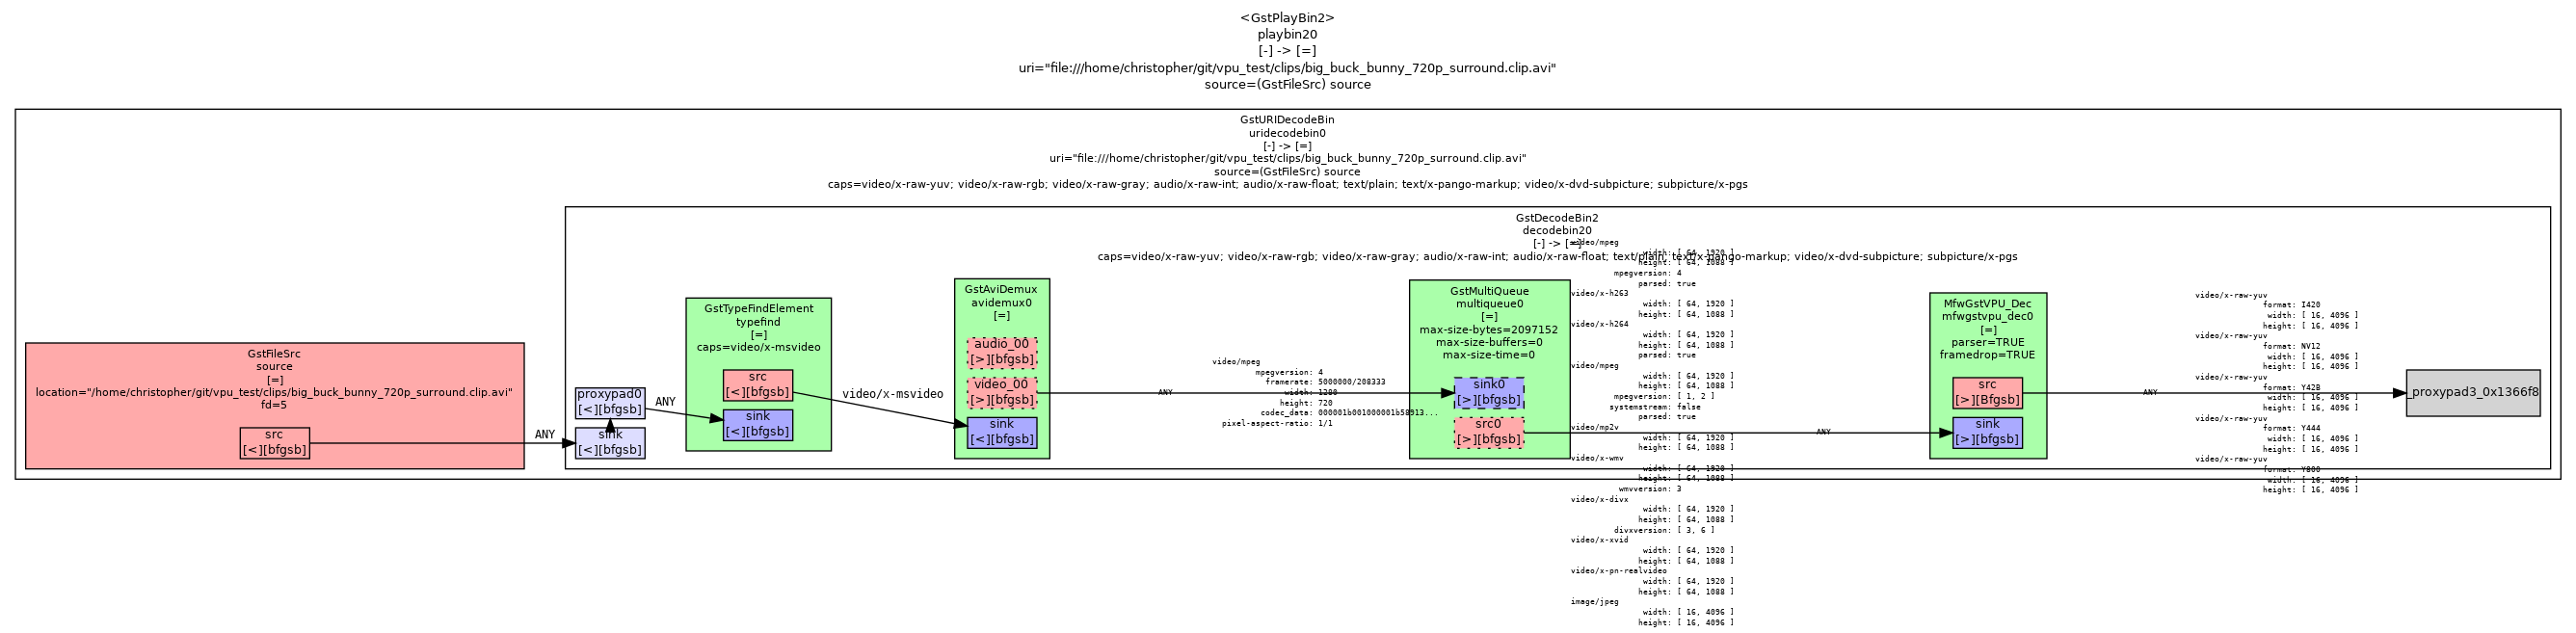 <GstPlayBin2>
playbin20
[-] -> [=]
uri="file:///home/christopher/git/vpu_test/clips/big_buck_bunny_720p_surround.clip.avi"
source=(GstFileSrc) source
GstURIDecodeBin
uridecodebin0
[-] -> [=]
uri="file:///home/christopher/git/vpu_test/clips/big_buck_bunny_720p_surround.clip.avi"
source=(GstFileSrc) source
caps=video/x-raw-yuv; video/x-raw-rgb; video/x-raw-gray; audio/x-raw-int; audio/x-raw-float; text/plain; text/x-pango-markup; video/x-dvd-subpicture; subpicture/x-pgs
GstDecodeBin2
decodebin20
[-] -> [=]
caps=video/x-raw-yuv; video/x-raw-rgb; video/x-raw-gray; audio/x-raw-int; audio/x-raw-float; text/plain; text/x-pango-markup; video/x-dvd-subpicture; subpicture/x-pgs
GstFileSrc
source
[=]
location="/home/christopher/git/vpu_test/clips/big_buck_bunny_720p_surround.clip.avi"
fd=5
src
[<][bfgsb]
ANY
proxypad0
[<][bfgsb]
sink
[<][bfgsb]
ANY
GstTypeFindElement
typefind
[=]
caps=video/x-msvideo
src
[<][bfgsb]
sink
[<][bfgsb]
video/x-msvideo
GstAviDemux
avidemux0
[=]
audio_00
[>][bfgsb]
video_00
[>][bfgsb]
sink
[<][bfgsb]
ANY
video/mpeg
mpegversion: 4
framerate: 5000000/208333
width: 1280
height: 720
codec_data: 000001b001000001b58913...
pixel-aspect-ratio: 1/1
GstMultiQueue
multiqueue0
[=]
max-size-bytes=2097152
max-size-buffers=0
max-size-time=0
sink0
[>][bfgsb]
src0
[>][bfgsb]
video/mpeg
width: [ 64, 1920 ]
height: [ 64, 1088 ]
mpegversion: 4
parsed: true
video/x-h263
width: [ 64, 1920 ]
height: [ 64, 1088 ]
video/x-h264
width: [ 64, 1920 ]
height: [ 64, 1088 ]
parsed: true
video/mpeg
width: [ 64, 1920 ]
height: [ 64, 1088 ]
mpegversion: [ 1, 2 ]
systemstream: false
parsed: true
video/mp2v
width: [ 64, 1920 ]
height: [ 64, 1088 ]
video/x-wmv
width: [ 64, 1920 ]
height: [ 64, 1088 ]
wmvversion: 3
video/x-divx
width: [ 64, 1920 ]
height: [ 64, 1088 ]
divxversion: [ 3, 6 ]
video/x-xvid
width: [ 64, 1920 ]
height: [ 64, 1088 ]
video/x-pn-realvideo
width: [ 64, 1920 ]
height: [ 64, 1088 ]
image/jpeg
width: [ 16, 4096 ]
height: [ 16, 4096 ]
ANY
MfwGstVPU_Dec
mfwgstvpu_dec0
[=]
parser=TRUE
framedrop=TRUE
src
[>][Bfgsb]
sink
[>][bfgsb]
ANY
video/x-raw-yuv
format: I420
width: [ 16, 4096 ]
height: [ 16, 4096 ]
video/x-raw-yuv
format: NV12
width: [ 16, 4096 ]
height: [ 16, 4096 ]
video/x-raw-yuv
format: Y42B
width: [ 16, 4096 ]
height: [ 16, 4096 ]
video/x-raw-yuv
format: Y444
width: [ 16, 4096 ]
height: [ 16, 4096 ]
video/x-raw-yuv
format: Y800
width: [ 16, 4096 ]
height: [ 16, 4096 ]
_proxypad3_0x1366f8